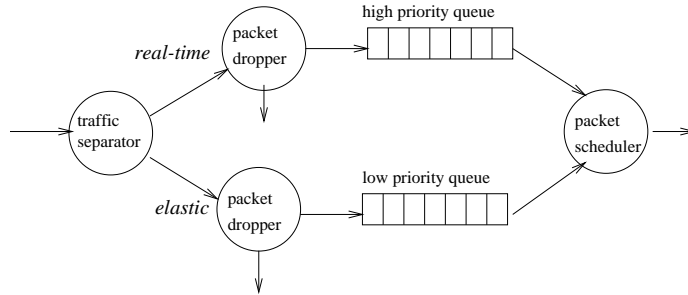 high priority queue
packet
dropper
real-time
traffic
separator
packet
scheduler
low priority queue
elastic
packet
dropper